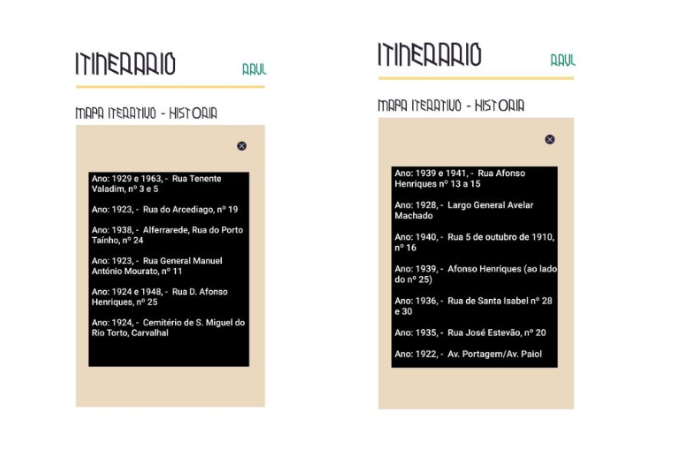 ITINERARIO
RAUL
MAPA ITERATIVO - HISTORIA
Ano: 1929 e 1963, - Rua Tenente
Valadim, nº 3 e 5
Ano: 1923, - Rua do Arcediago, nº 19
Ano: 1938, - Alferrarede, Rua do Porto
Taínho, nº 24
Ano: 1923, - Rua General Manuel
António Mourato, nº 11
Ano: 1924 e 1948, - Rua D. Afonso
Henriques, nº 25
Ano: 1924, - Cemitério de S. Miguel do
Rio Torto, Carvalhal
ITINERARIO
RAUL
MAPA ITERATIVO - HISTORIA
Ano: 1939 e 1941, - Rua Afonso
Henriques nº 13 a 15
Ano: 1928, - Largo General Avelar
Machado
Ano: 1940, - Rua 5 de outubro de 1910,
nº 16
Ano: 1939, - Afonso Henriques (ao lado
do nº 25)
Ano: 1936, - Rua de Santa Isabel nº 28
e 30
Ano: 1935, - Rua José Estevão, nº 20
Ano: 1922, - Av. Portagem/Av. Paiol